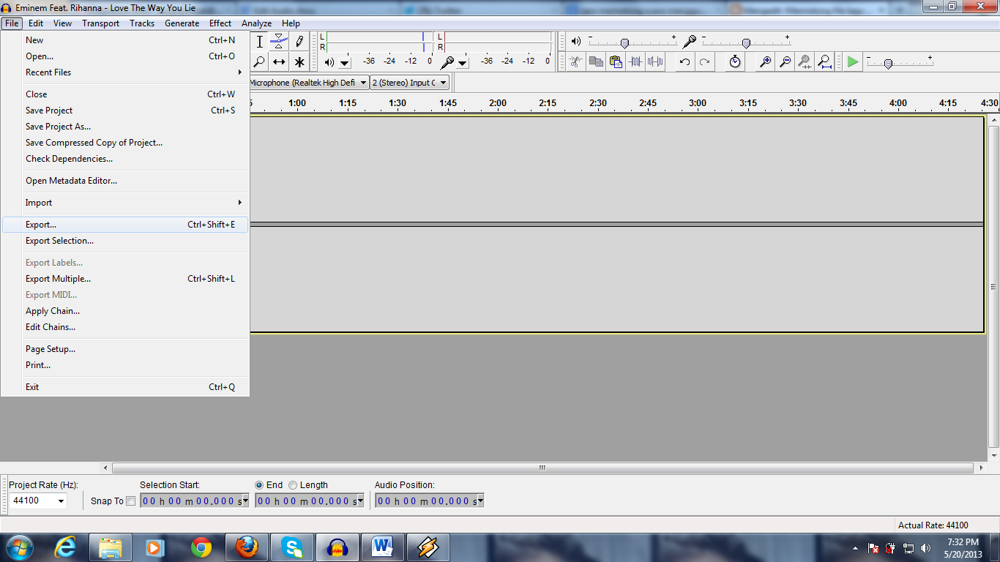 Eminem Feat. Rihanna - Love The Way You Lie
File Edit View Transport Tracks Generate Effect Analyze Help
New Ctrl+N
Open... Ctrl+O
Recent Files
Close Ctrl+W
Save Project Ctrl+S
Save Project As...
Save Compressed Copy of Project...
Check Dependencies...
Open Metadata Editor...
Import
Export... Ctrl+Shift+E
Export Selection...
Export Labels...
Export Multiple... Ctrl+Shift+L
Export MIDI...
Apply Chain...
Edit Chains...
Page Setup...
Print...
Exit Ctrl+Q
L L
R R
-36 -24 -12 0 -36 -24 -12 0
Microphone (Realtek High Defi 2 (Stereo) Input C
1:00 1:15 1:30 1:45 2:00 2:15 2:30 2:45 3:00 3:15 3:30 3:45 4:00 4:15 4:30
Project Rate (Hz): Selection Start: End Length Audio Position:
44100 Snap To 00 h 00 m 00.000 s 00 h 00 m 00.000 s 00 h 00 m 00.000 s
Actual Rate: 44100
7:32 PM
5/20/2013